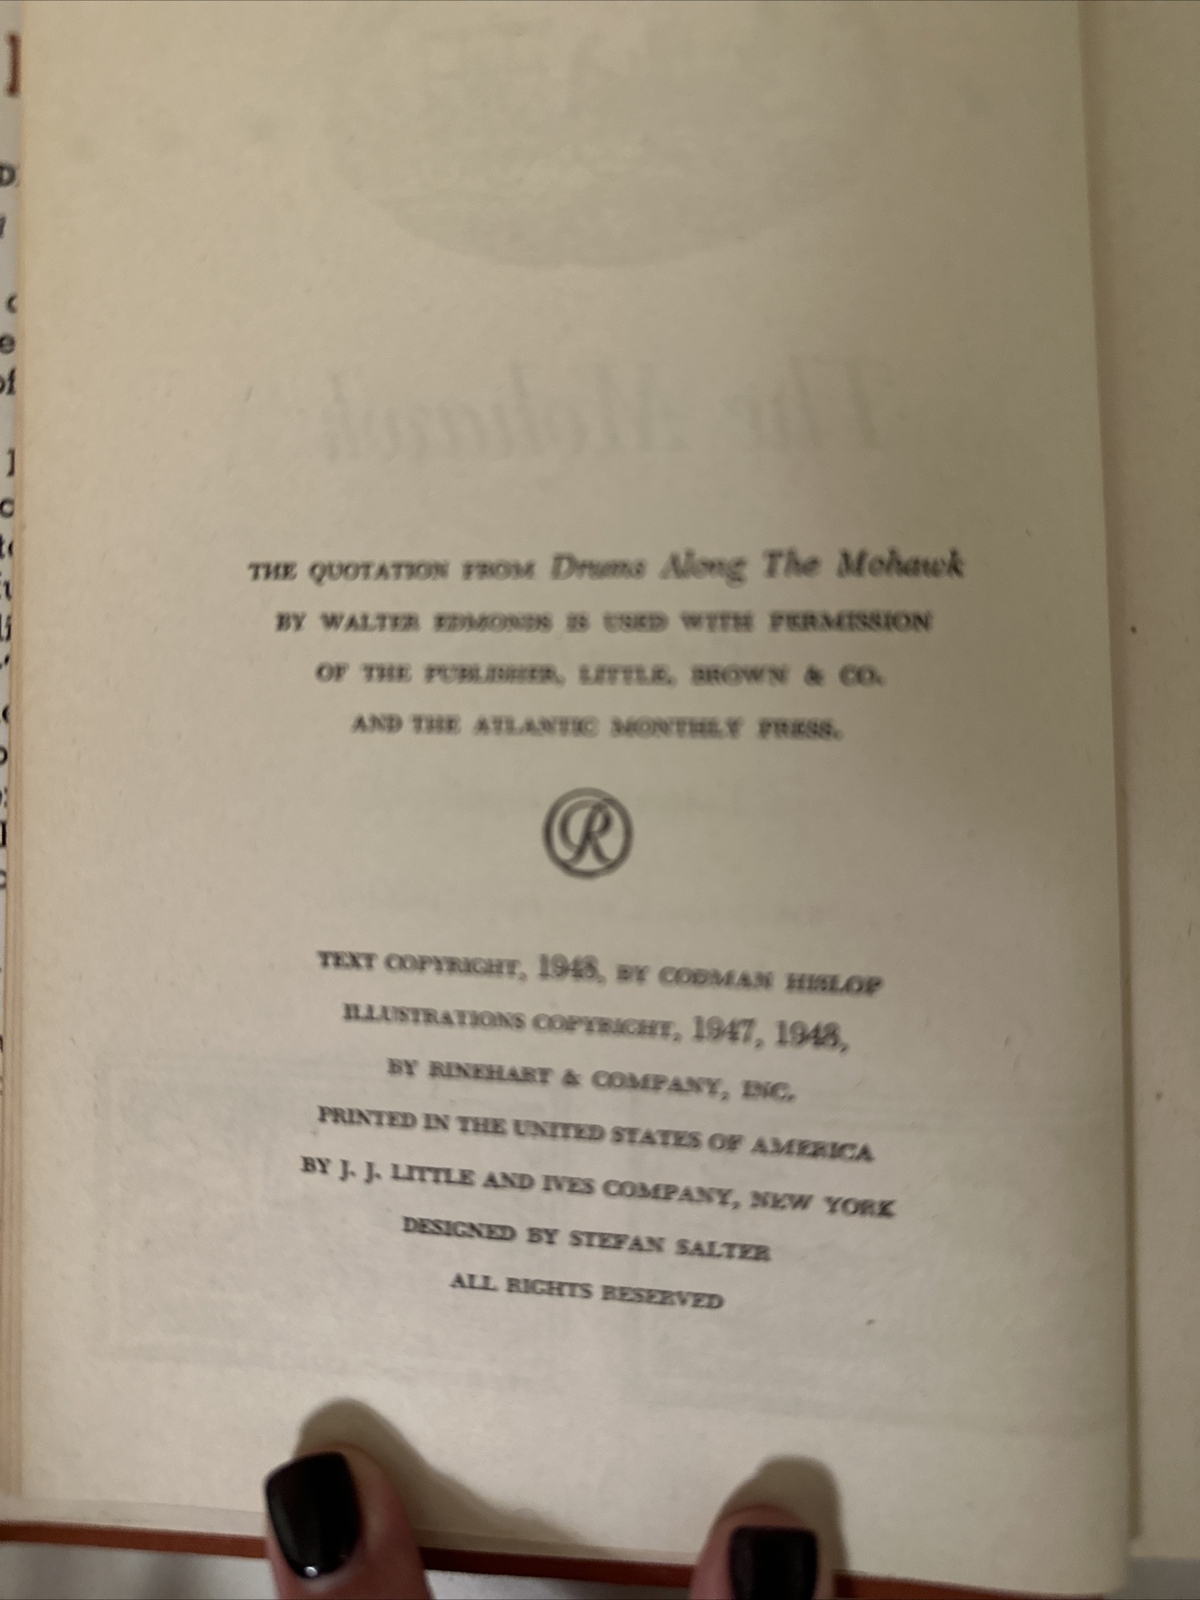 The Mohawk
THE QUOTATION FROM Drums Along The Mohawk
BY WALTER EDMONDS IS USED WITH PERMISSION
OF THE PUBLISHER, LITTLE, BROWN & CO.
AND THE ATLANTIC MONTHLY PRESS.
R
TEXT COPYRIGHT, 1948, BY CODMAN HISLOP
ILLUSTRATIONS COPYRIGHT, 1947, 1948,
BY RINEHART & COMPANY, INC.
PRINTED IN THE UNITED STATES OF AMERICA
BY J. J. LITTLE AND IVES COMPANY, NEW YORK
DESIGNED BY STEFAN SALTER
ALL RIGHTS RESERVED